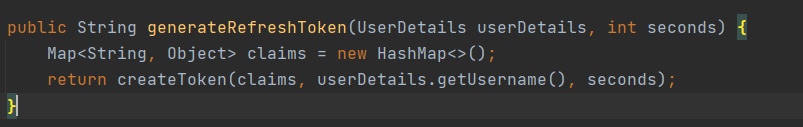 public String generateRefreshToken(UserDetails userDetails, int seconds) {
    Map<String, Object> claims = new HashMap<>();
    return createToken(claims, userDetails.getUsername(), seconds);
}